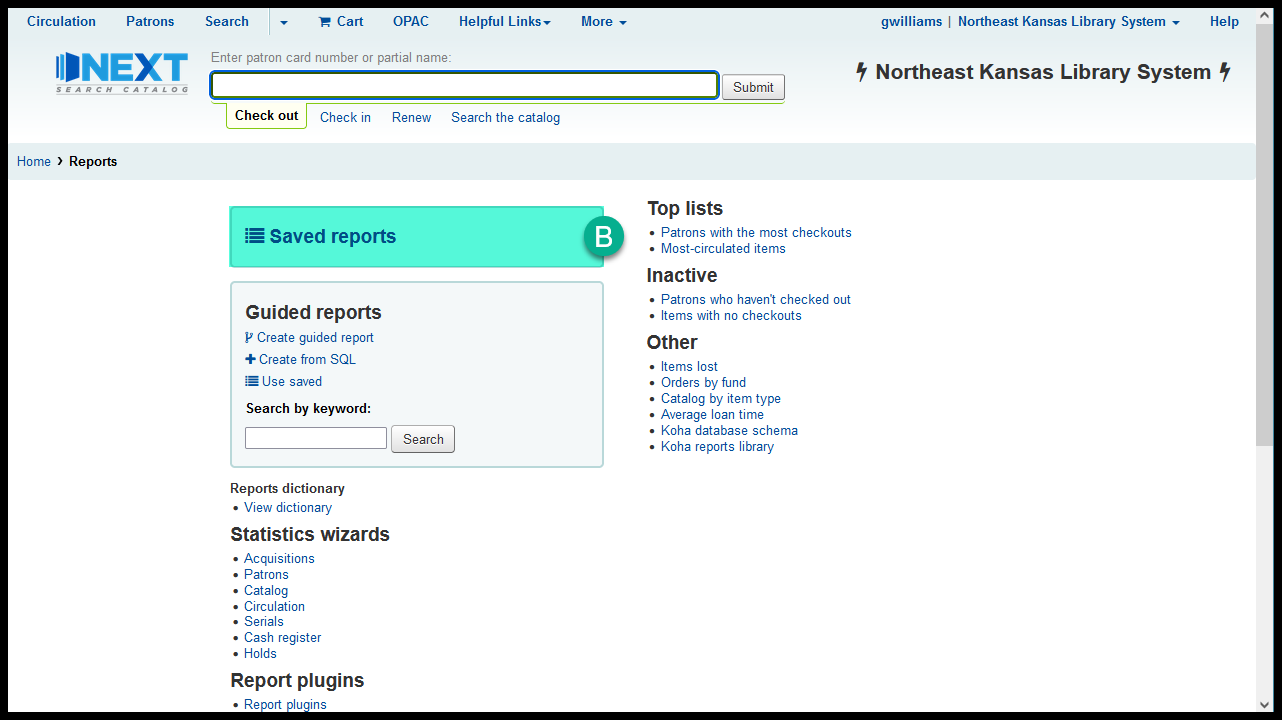 Circulation Patrons Search Cart OPAC Helpful Links More gwilliams | Northeast Kansas Library System Help
NEXT
SEARCH CATALOG
Enter patron card number or partial name:
Submit
Northeast Kansas Library System
Check out Check in Renew Search the catalog
Home › Reports
Saved reports
B
Guided reports
Create guided report
Create from SQL
Use saved
Search by keyword:
Search
Reports dictionary
• View dictionary
Statistics wizards
• Acquisitions
• Patrons
• Catalog
• Circulation
• Serials
• Cash register
• Holds
Report plugins
• Report plugins
Top lists
• Patrons with the most checkouts
• Most-circulated items
Inactive
• Patrons who haven't checked out
• Items with no checkouts
Other
• Items lost
• Orders by fund
• Catalog by item type
• Average loan time
• Koha database schema
• Koha reports library